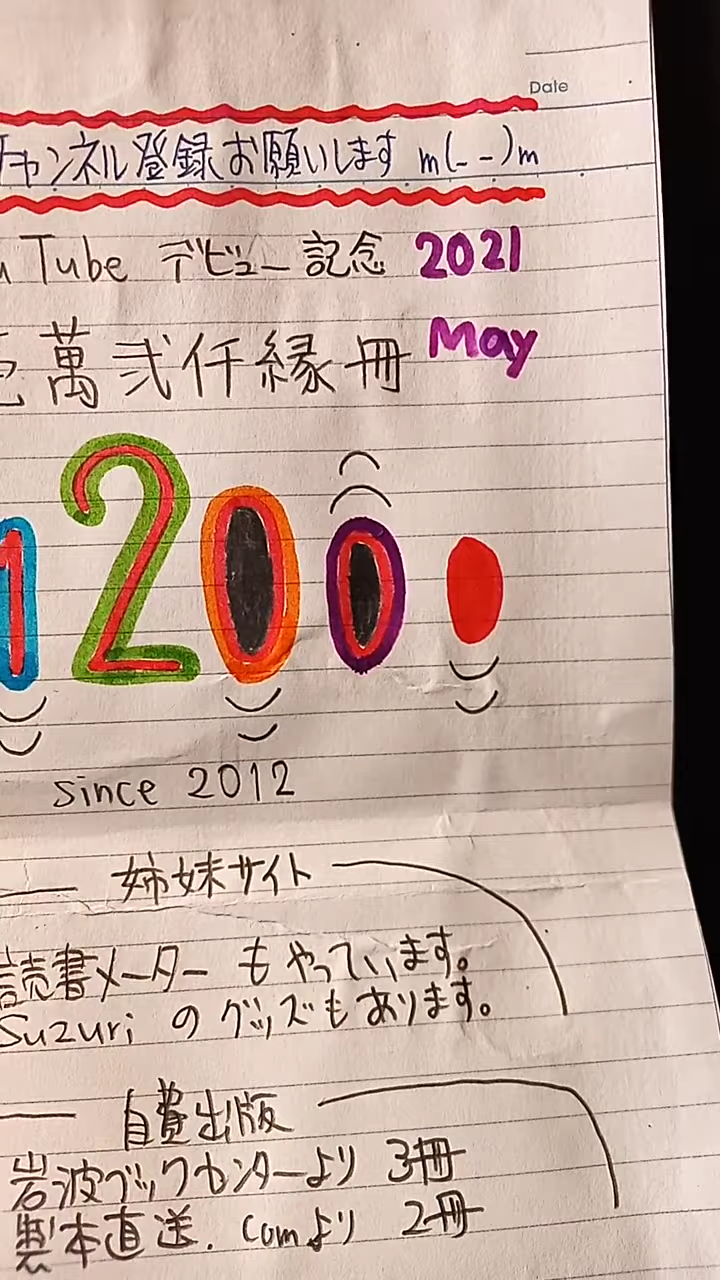 Date
チャンネル登録お願いします m(- -)m
u Tube デビュー記念 2021
萬弐仟縁冊 May
1200
since 2012
姉妹サイト
読書メーター もやっています。
Suzuri のグッズもあります。
自費出版
岩波ブックセンターより 3冊
製本直送.comより 2冊